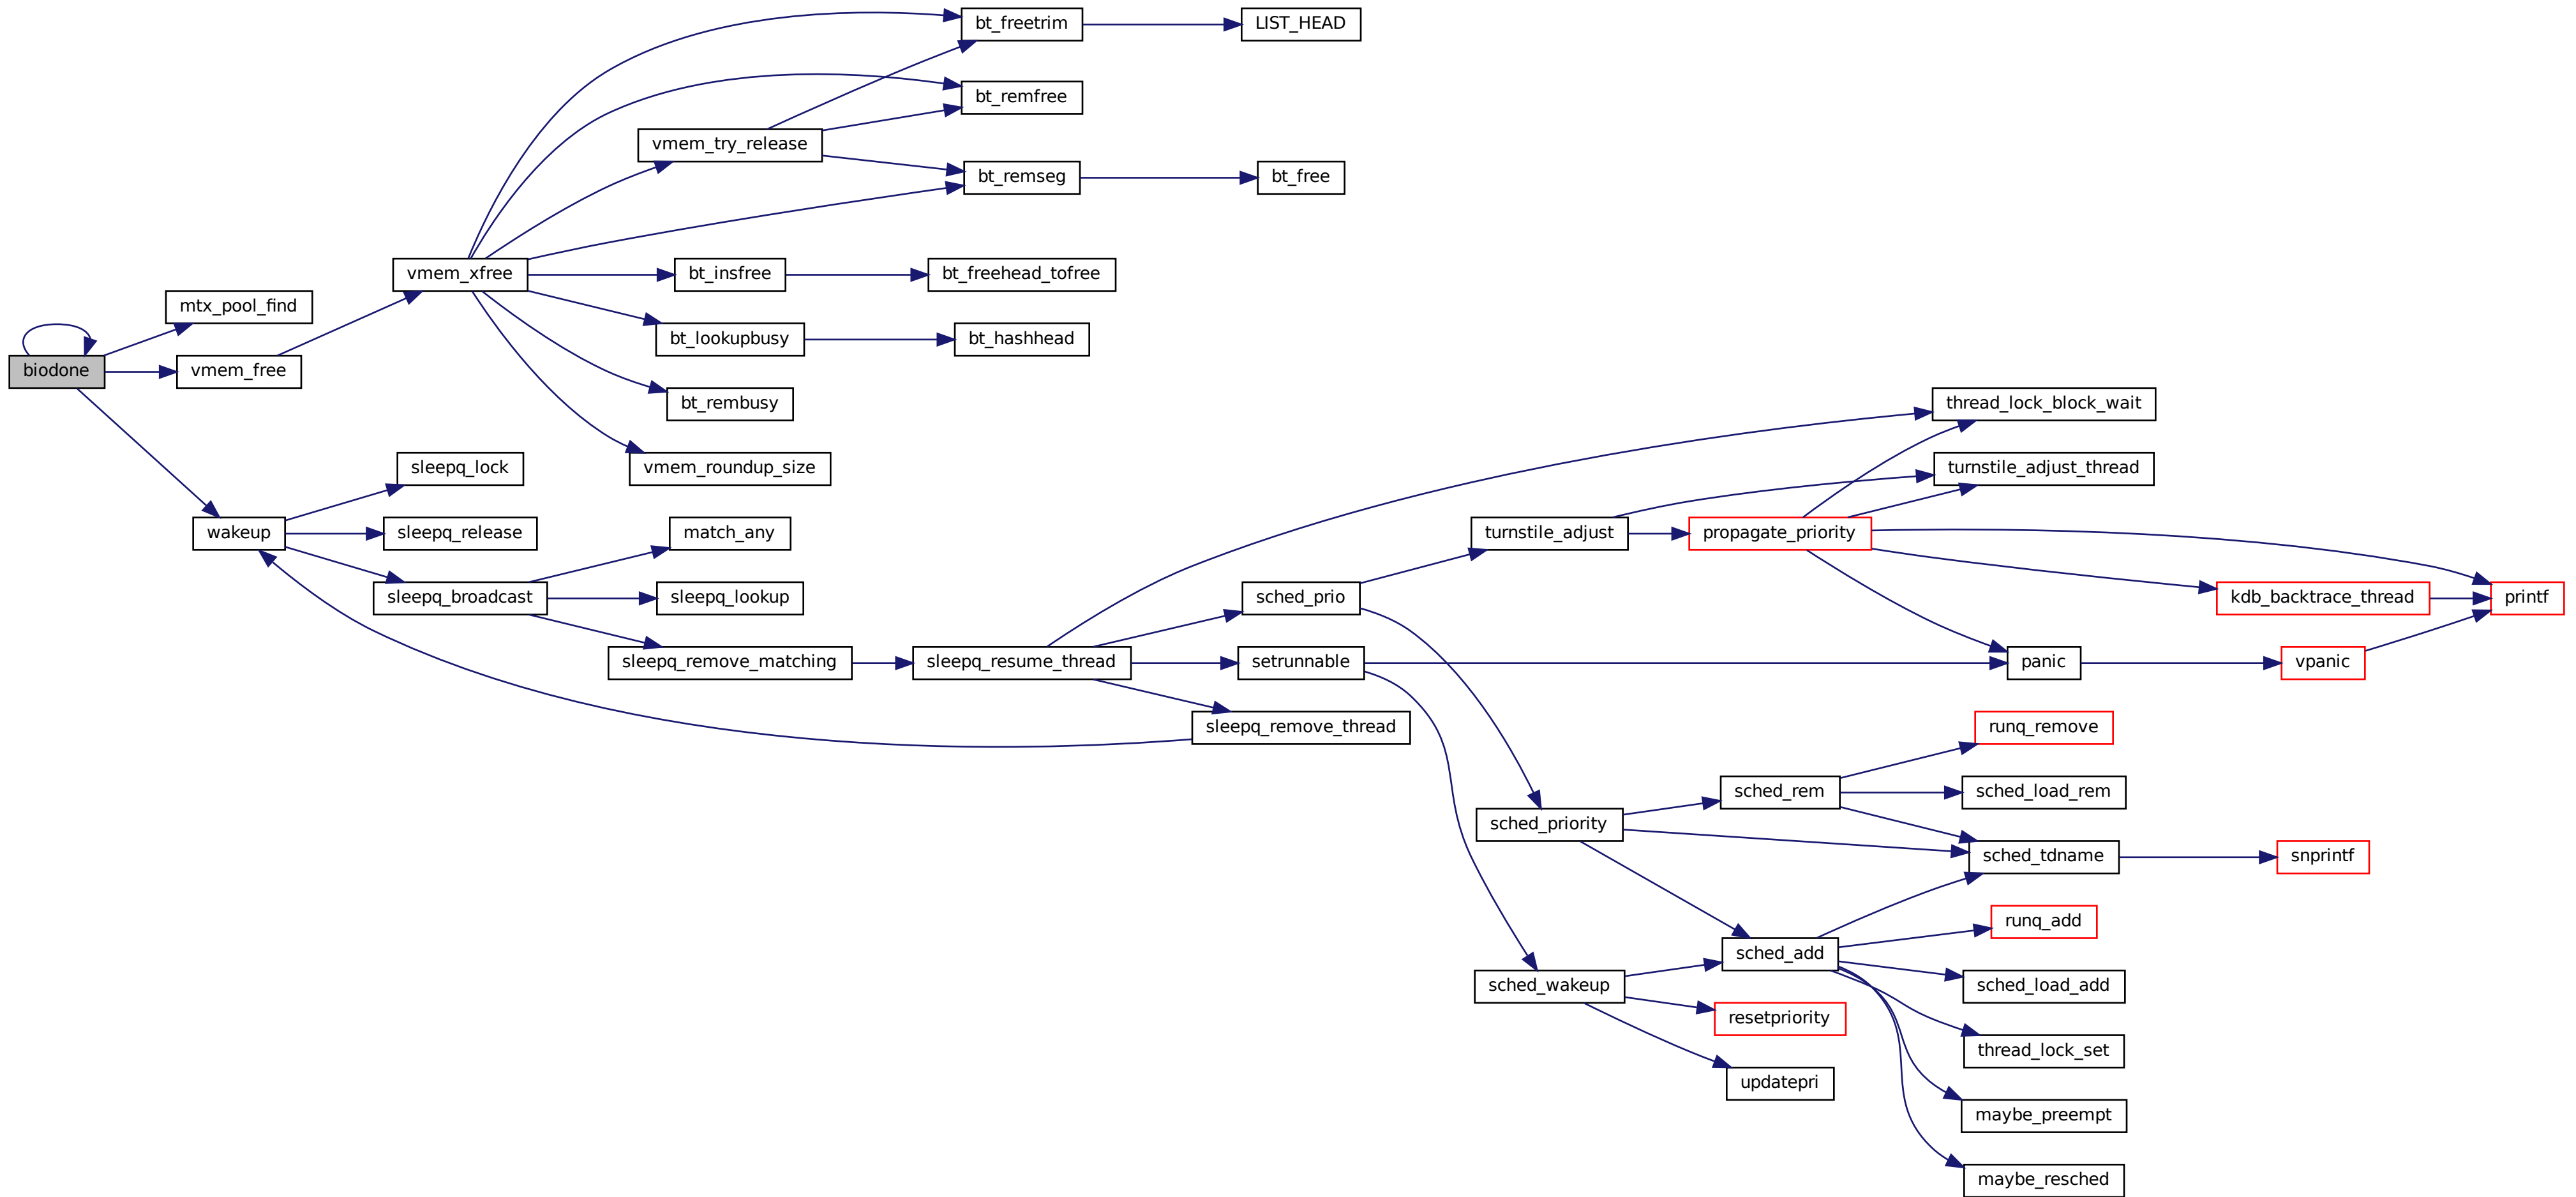 bt_freetrim
LIST_HEAD
bt_remfree
vmem_try_release
bt_remseg
bt_free
vmem_xfree
bt_insfree
bt_freehead_tofree
mtx_pool_find
bt_lookupbusy
bt_hashhead
biodone
vmem_free
bt_rembusy
thread_lock_block_wait
sleepq_lock
vmem_roundup_size
turnstile_adjust_thread
wakeup
sleepq_release
match_any
turnstile_adjust
propagate_priority
sleepq_broadcast
sleepq_lookup
sched_prio
kdb_backtrace_thread
printf
sleepq_remove_matching
sleepq_resume_thread
setrunnable
panic
vpanic
sleepq_remove_thread
runq_remove
sched_rem
sched_load_rem
sched_priority
sched_tdname
snprintf
runq_add
sched_add
sched_wakeup
sched_load_add
resetpriority
thread_lock_set
updatepri
maybe_preempt
maybe_resched